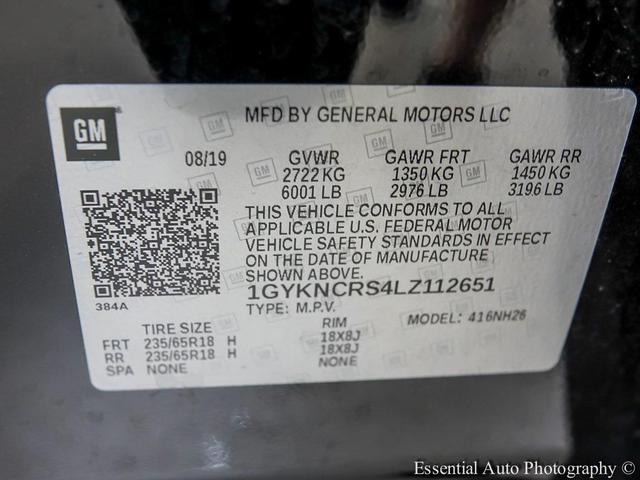 GM
MFD BY GENERAL MOTORS LLC
08/19 GVWR GAWR FRT GAWR RR
2722 KG 1350 KG 1450 KG
6001 LB 2976 LB 3196 LB
THIS VEHICLE CONFORMS TO ALL
APPLICABLE U.S. FEDERAL MOTOR
VEHICLE SAFETY STANDARDS IN EFFECT
ON THE DATE OF MANUFACTURE
SHOWN ABOVE.
384A
1GYKNCRS4LZ112651
TYPE: M.P.V. MODEL: 416NH26
TIRE SIZE RIM
FRT 235/65R18 H 18X8J
RR 235/65R18 H 18X8J
SPA NONE NONE
Essential Auto Photography ©